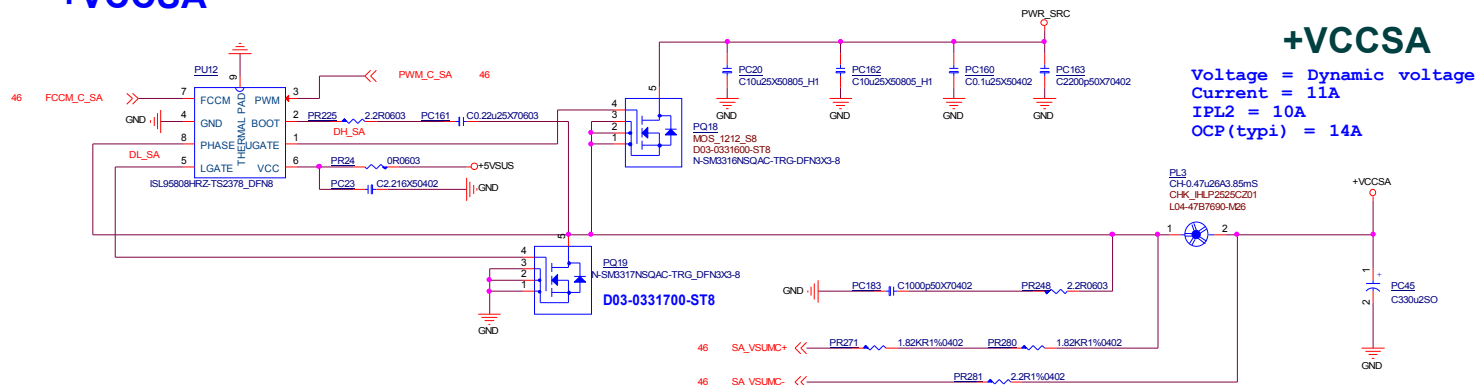 +VCCSA
PWR_SRC
+VCCSA
Voltage = Dynamic voltage
Current = 11A
IPL2 = 10A
OCP(typi) = 14A
PU12
9
46 FCCM_C_SA
7 FCCM
PWM 3
PWM_C_SA 46
GND
4 GND
BOOT 2
PR225 2.2R0603
PC161 C0.22u25X70603
DH_SA
8 PHASE
UGATE 1
DL_SA
5 LGATE
VCC 6
THERMAL PAD
ISL95808HRZ-TS2378_DFN8
PR24 0R0603
+5VSUS
PC23 C2.216X50402
GND
5
4
3
2
1
PQ18
MOS_1212_S8
D03-0331600-ST8
N-SM3316NSQAC-TRG-DFN3X3-8
PC20
C10u25X50805_H1
GND
PC162
C10u25X50805_H1
GND
PC160
C0.1u25X50402
GND
PC163
C2200p50X70402
GND
PL3
CH-0.47u26A3.85mS
CHK_IHLP2525CZ01
L04-47B7690-M26
1 2
+VCCSA
5
4
3
2
1
PQ19
N-SM3317NSQAC-TRG_DFN3X3-8
D03-0331700-ST8
GND
GND
PC183 C1000p50X70402
PR248 2.2R0603
1
+
PC45
2
C330u2SO
GND
46 SA_VSUMC+
PR271 1.82KR1%0402
PR280 1.82KR1%0402
46 SA VSUMC-
PR281 2.2R1%0402